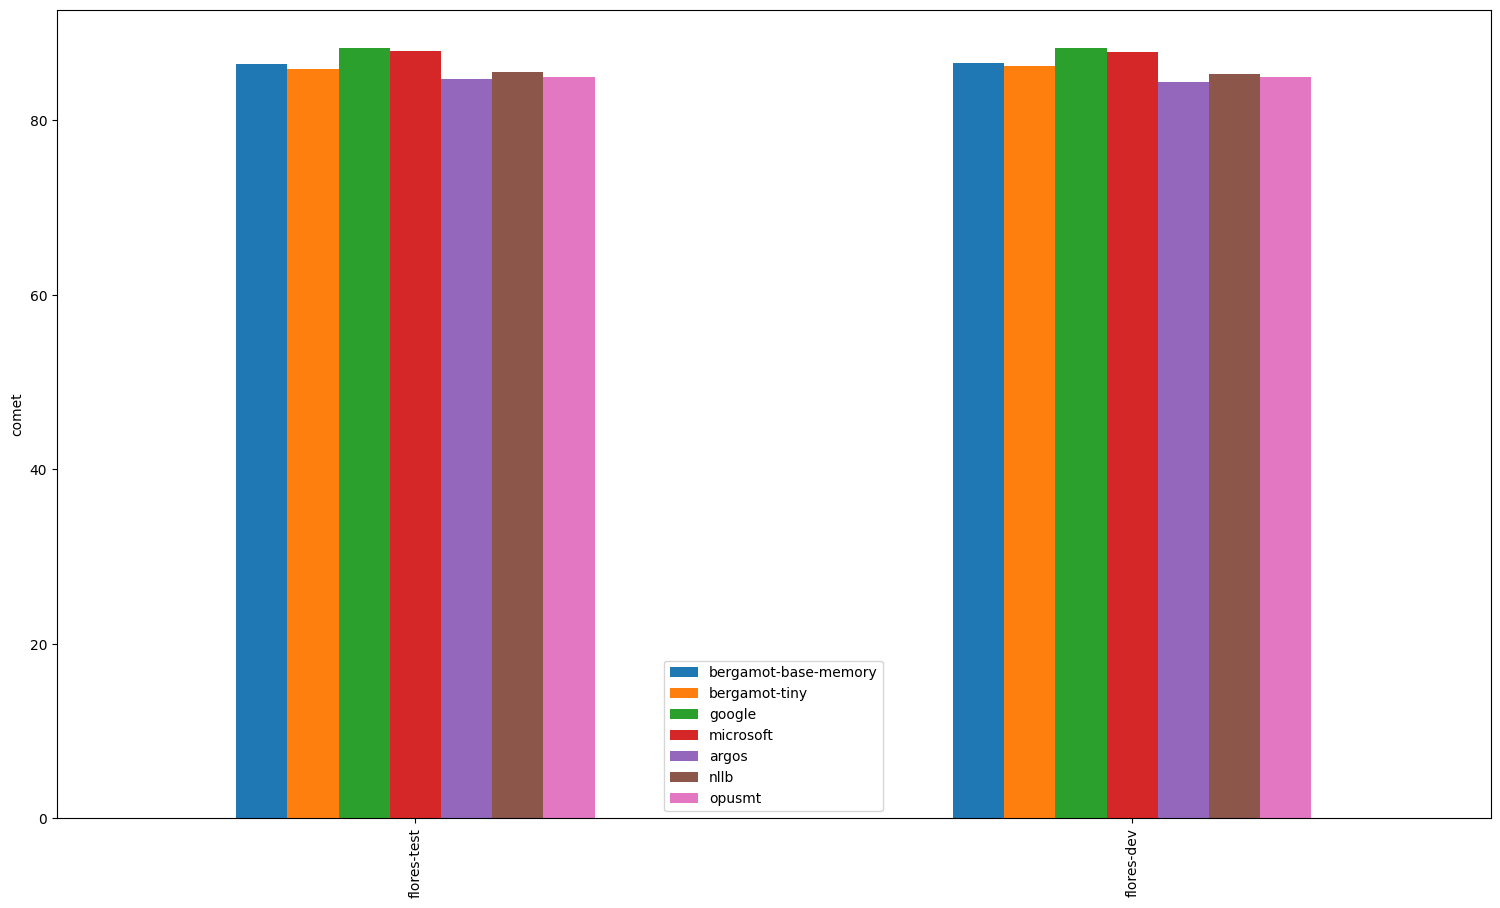 80
60
comet
40
20
0
bergamot-base-memory
bergamot-tiny
google
microsoft
argos
nllb
opusmt
flores-test
flores-dev